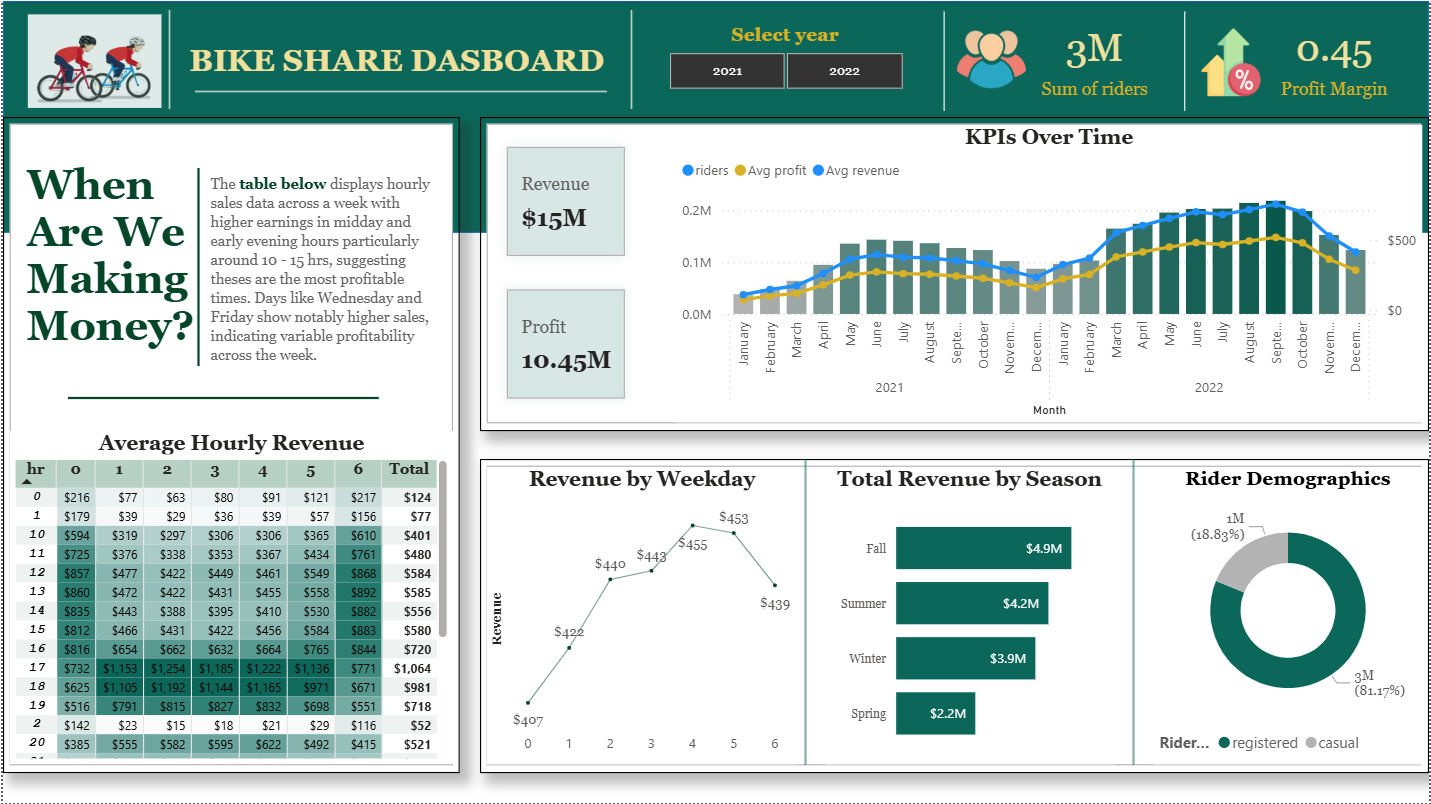 BIKE SHARE DASBOARD
Select year
2021 2022
3M
Sum of riders
%
0.45
Profit Margin
When
Are We
Making
Money?
The table below displays hourly
sales data across a week with
higher earnings in midday and
early evening hours particularly
around 10 - 15 hrs, suggesting
theses are the most profitable
times. Days like Wednesday and
Friday show notably higher sales,
indicating variable profitability
across the week.
Average Hourly Revenue
hr 0 1 2 3 4 5 6 Total
0 $216 $77 $63 $80 $91 $121 $217 $124
1 $179 $39 $29 $36 $39 $57 $156 $77
10 $594 $319 $297 $306 $306 $365 $610 $401
11 $725 $376 $338 $353 $367 $434 $761 $480
12 $857 $477 $422 $449 $461 $549 $868 $584
13 $860 $472 $422 $431 $455 $558 $892 $585
14 $835 $443 $388 $395 $410 $530 $882 $556
15 $812 $466 $431 $422 $456 $584 $883 $580
16 $816 $654 $662 $632 $664 $765 $844 $720
17 $732 $1,153 $1,254 $1,185 $1,222 $1,136 $771 $1,064
18 $625 $1,105 $1,192 $1,144 $1,165 $971 $671 $981
19 $516 $791 $815 $827 $832 $698 $551 $718
2 $142 $23 $15 $18 $21 $29 $116 $52
20 $385 $555 $582 $595 $622 $492 $415 $521
KPIs Over Time
Revenue
$15M
Profit
10.45M
riders Avg profit Avg revenue
0.2M
0.1M
0.0M
$500
$0
January February March April May June July August Septe... October Novem... Decem... January February March April May June July August Septe... October Novem... Decem...
2021 2022
Month
Revenue by Weekday
Revenue
$407 $422 $440 $443 $455 $453 $439
0 1 2 3 4 5 6
Total Revenue by Season
Fall $4.9M
Summer $4.2M
Winter $3.9M
Spring $2.2M
Rider Demographics
1M
(18.83%)
3M
(81.17%)
Rider... registered casual